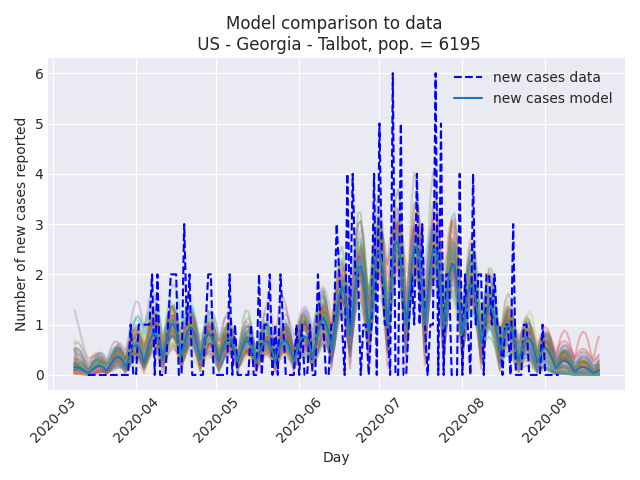 Model comparison to data
US - Georgia - Talbot, pop. = 6195
new cases data
new cases model
Number of new cases reported
6
5
4
3
2
1
0
2020-03
2020-04
2020-05
2020-06
2020-07
2020-08
2020-09
Day